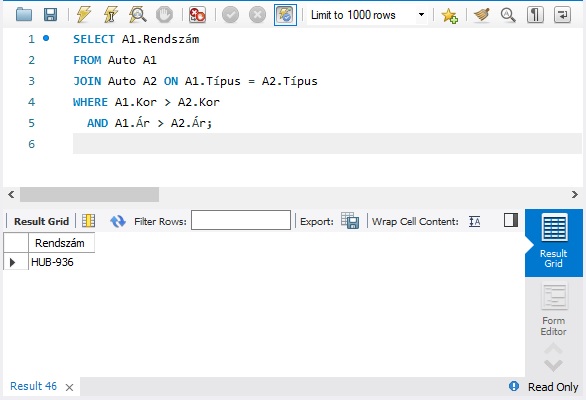 Limit to 1000 rows
1 SELECT A1.Rendszám
2 FROM Auto A1
3 JOIN Auto A2 ON A1.Típus = A2.Típus
4 WHERE A1.Kor > A2.Kor
5 AND A1.Ár > A2.Ár;
6
Result Grid Filter Rows: Export: Wrap Cell Content:
Rendszám
HUB-936
Result
Grid
Form
Editor
Result 46 × Read Only